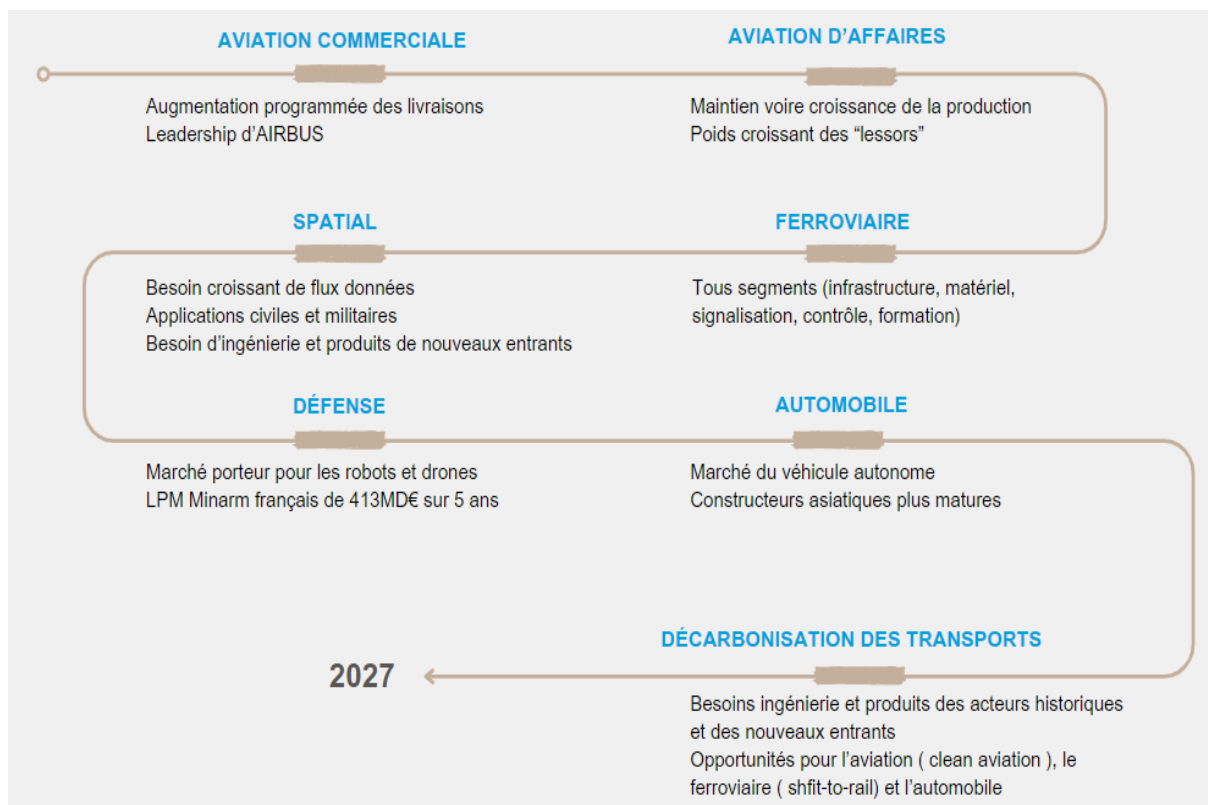 AVIATION COMMERCIALE
Augmentation programmée des livraisons
Leadership d'AIRBUS
AVIATION D'AFFAIRES
Maintien voire croissance de la production
Poids croissant des “lessors”
FERROVIAIRE
Tous segments (infrastructure, matériel,
signalisation, contrôle, formation)
SPATIAL
Besoin croissant de flux données
Applications civiles et militaires
Besoin d'ingénierie et produits de nouveaux entrants
DÉFENSE
Marché porteur pour les robots et drones
LPM Minarm français de 413MD€ sur 5 ans
AUTOMOBILE
Marché du véhicule autonome
Constructeurs asiatiques plus matures
DÉCARBONISATION DES TRANSPORTS
Besoins ingénierie et produits des acteurs historiques
et des nouveaux entrants
Opportunités pour l'aviation ( clean aviation ), le
ferroviaire ( shfit-to-rail) et l'automobile
2027